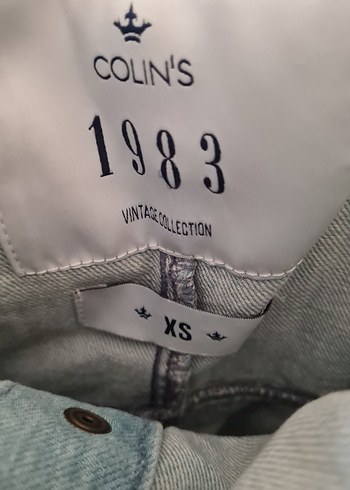 COLIN'S
1983
VINTAGE COLLECTION
XS